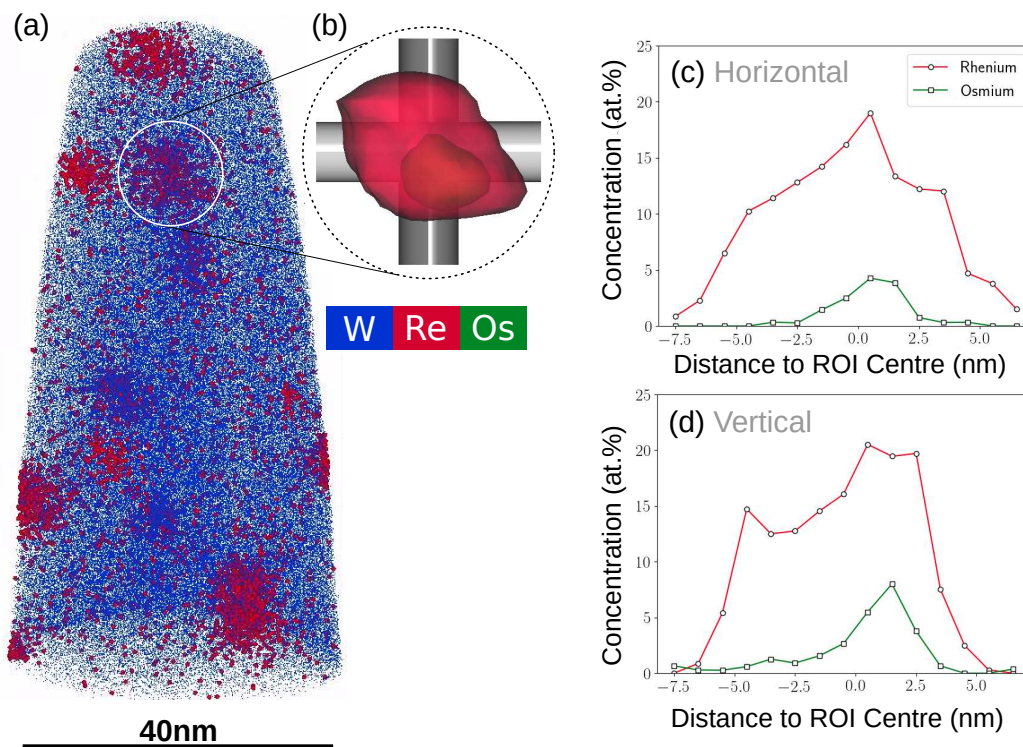 (a)
(b)
W Re Os
40nm
(c) Horizontal
Rhenium
Osmium
Concentration (at.%)
25
20
15
10
5
0
−7.5 −5.0 −2.5 0.0 2.5 5.0
Distance to ROI Centre (nm)
(d) Vertical
Concentration (at.%)
25
20
15
10
5
0
−7.5 −5.0 −2.5 0.0 2.5 5.0
Distance to ROI Centre (nm)